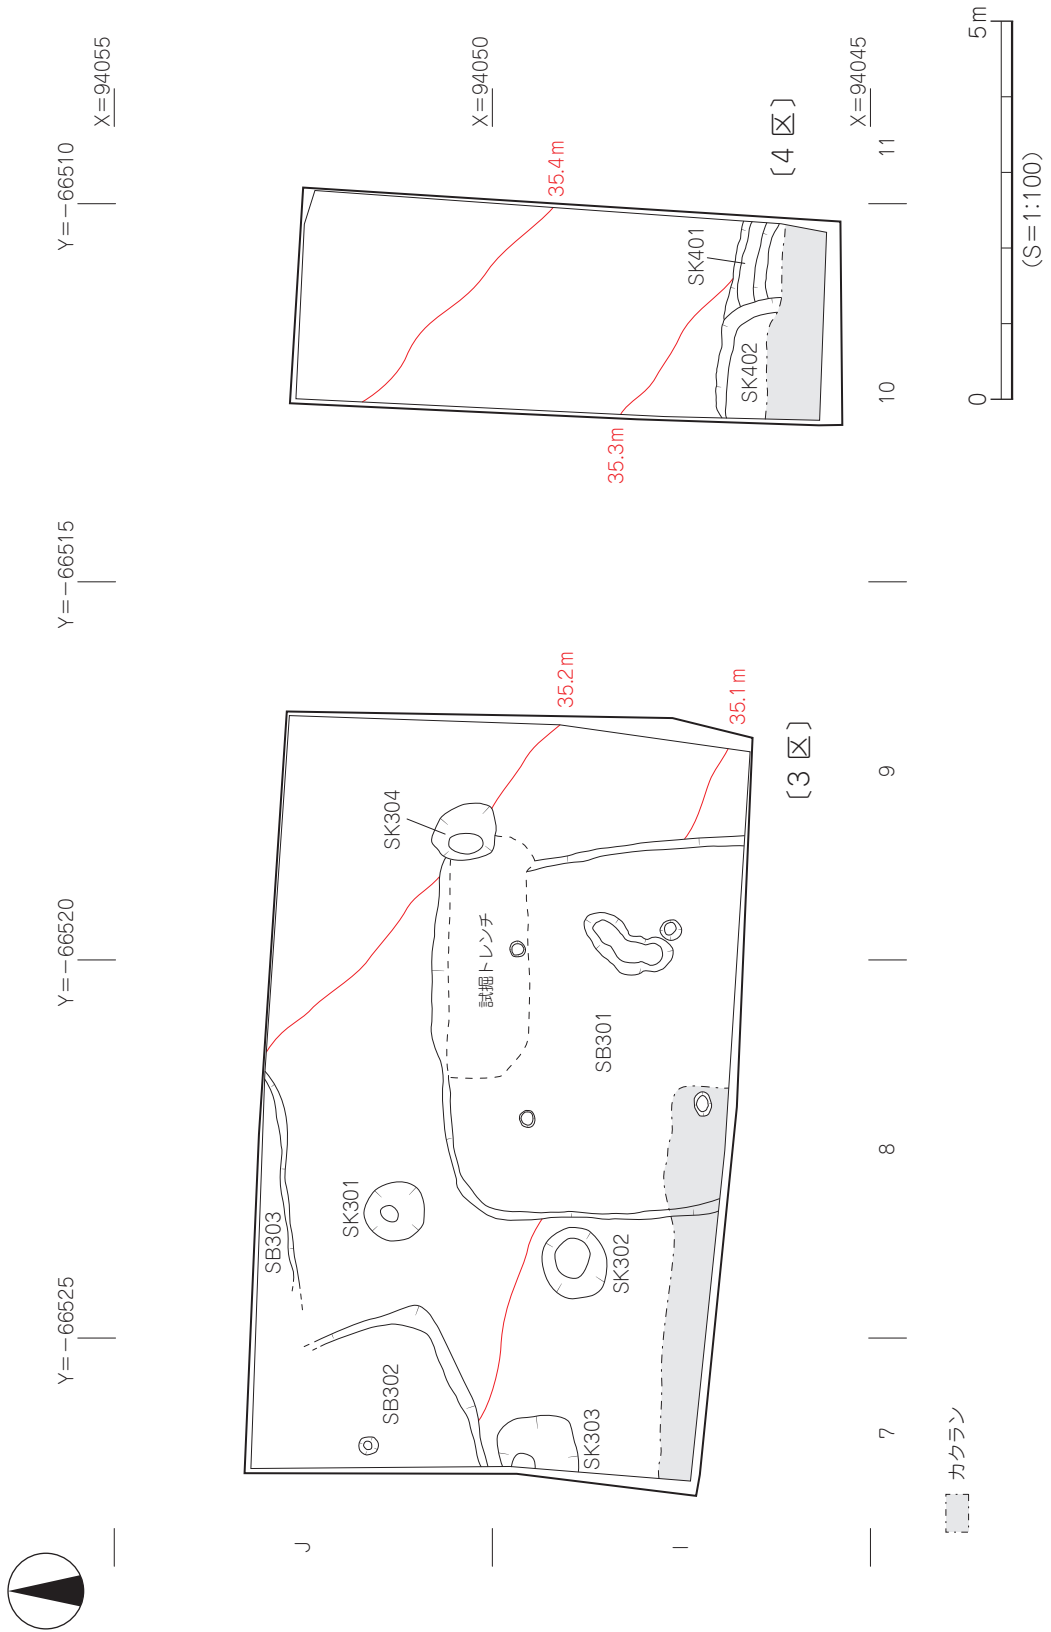 Y=-66525
Y=-66520
Y=-66515
Y=-66510
X=94055
X=94050
X=94045
J
I
7
8
9
10
11
SB303
SB302
SK301
SK302
SK303
SK304
SB301
試掘トレンチ
35.2m
35.1m
〔3 区〕
35.4m
35.3m
SK401
SK402
〔4 区〕
カクラン
0
5m
(S=1:100)